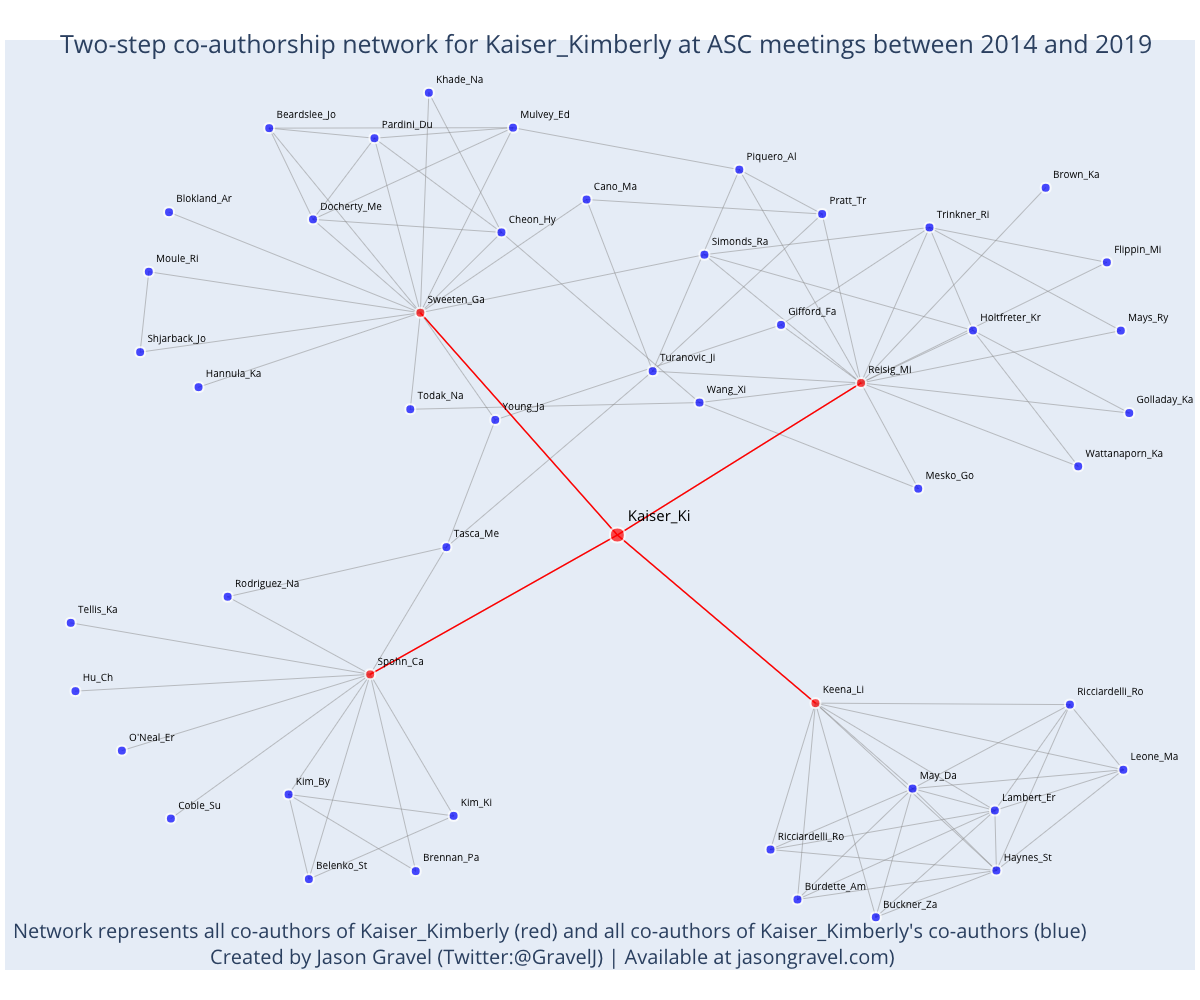 Two-step co-authorship network for Kaiser_Kimberly at ASC meetings between 2014 and 2019
Khade_Na
Beardslee_Jo
Pardini_Du
Mulvey_Ed
Piquero_Al
Brown_Ka
Cano_Ma
Blokland_Ar
Docherty_Me
Pratt_Tr
Trinkner_Ri
Cheon_Hy
Simonds_Ra
Flippin_Mi
Moule_Ri
Sweeten_Ga
Gifford_Fa
Holtfreter_Kr
Mays_Ry
Shjarback_Jo
Turanovic_Ji
Reisig_Mi
Hannula_Ka
Todak_Na
Wang_Xi
Golladay_Ka
Young_Ja
Wattanaporn_Ka
Mesko_Go
Kaiser_Ki
Tasca_Me
Rodriguez_Na
Tellis_Ka
Spohn_Ca
Hu_Ch
Keena_Li
Ricciardelli_Ro
O'Neal_Er
Leone_Ma
Kim_By
May_Da
Coble_Su
Kim_Ki
Lambert_Er
Ricciardelli_Ro
Belenko_St
Brennan_Pa
Haynes_St
Burdette_Am
Buckner_Za
Network represents all co-authors of Kaiser_Kimberly (red) and all co-authors of Kaiser_Kimberly's co-authors (blue)
Created by Jason Gravel (Twitter:@GravelJ) | Available at jasongravel.com)